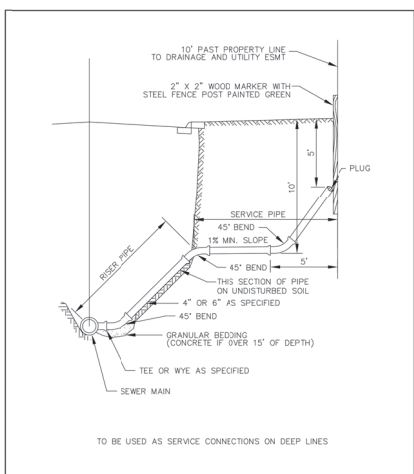 10' PAST PROPERTY LINE
TO DRAINAGE AND UTILITY ESMT
2" X 2" WOOD MARKER WITH
STEEL FENCE POST PAINTED GREEN
5'
10'
PLUG
SERVICE PIPE
45° BEND
1% MIN. SLOPE
RISER PIPE
5'
45° BEND
THIS SECTION OF PIPE
ON UNDISTURBED SOIL
4" OR 6" AS SPECIFIED
45° BEND
GRANULAR BEDDING
(CONCRETE IF OVER 15' OF DEPTH)
TEE OR WYE AS SPECIFIED
SEWER MAIN
TO BE USED AS SERVICE CONNECTIONS ON DEEP LINES